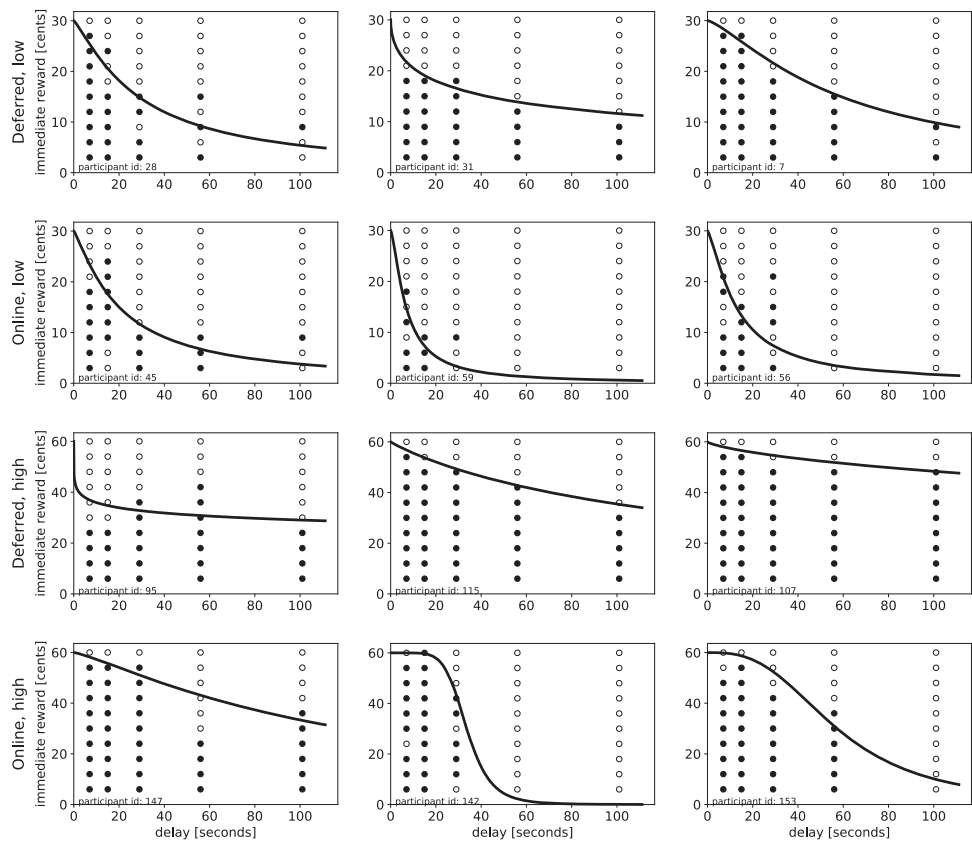 Deferred, low
immediate reward [cents]
30
20
10
0
participant id: 28
0 20 40 60 80 100
30
20
10
0
participant id: 31
0 20 40 60 80 100
30
20
10
0
participant id: 7
0 20 40 60 80 100
Online, low
immediate reward [cents]
30
20
10
0
participant id: 45
0 20 40 60 80 100
30
20
10
0
participant id: 59
0 20 40 60 80 100
30
20
10
0
participant id: 56
0 20 40 60 80 100
Deferred, high
immediate reward [cents]
60
40
20
0
participant id: 95
0 20 40 60 80 100
60
40
20
0
participant id: 115
0 20 40 60 80 100
60
40
20
0
participant id: 107
0 20 40 60 80 100
Online, high
immediate reward [cents]
60
40
20
0
participant id: 147
0 20 40 60 80 100
delay [seconds]
60
40
20
0
participant id: 142
0 20 40 60 80 100
delay [seconds]
60
40
20
0
participant id: 153
0 20 40 60 80 100
delay [seconds]